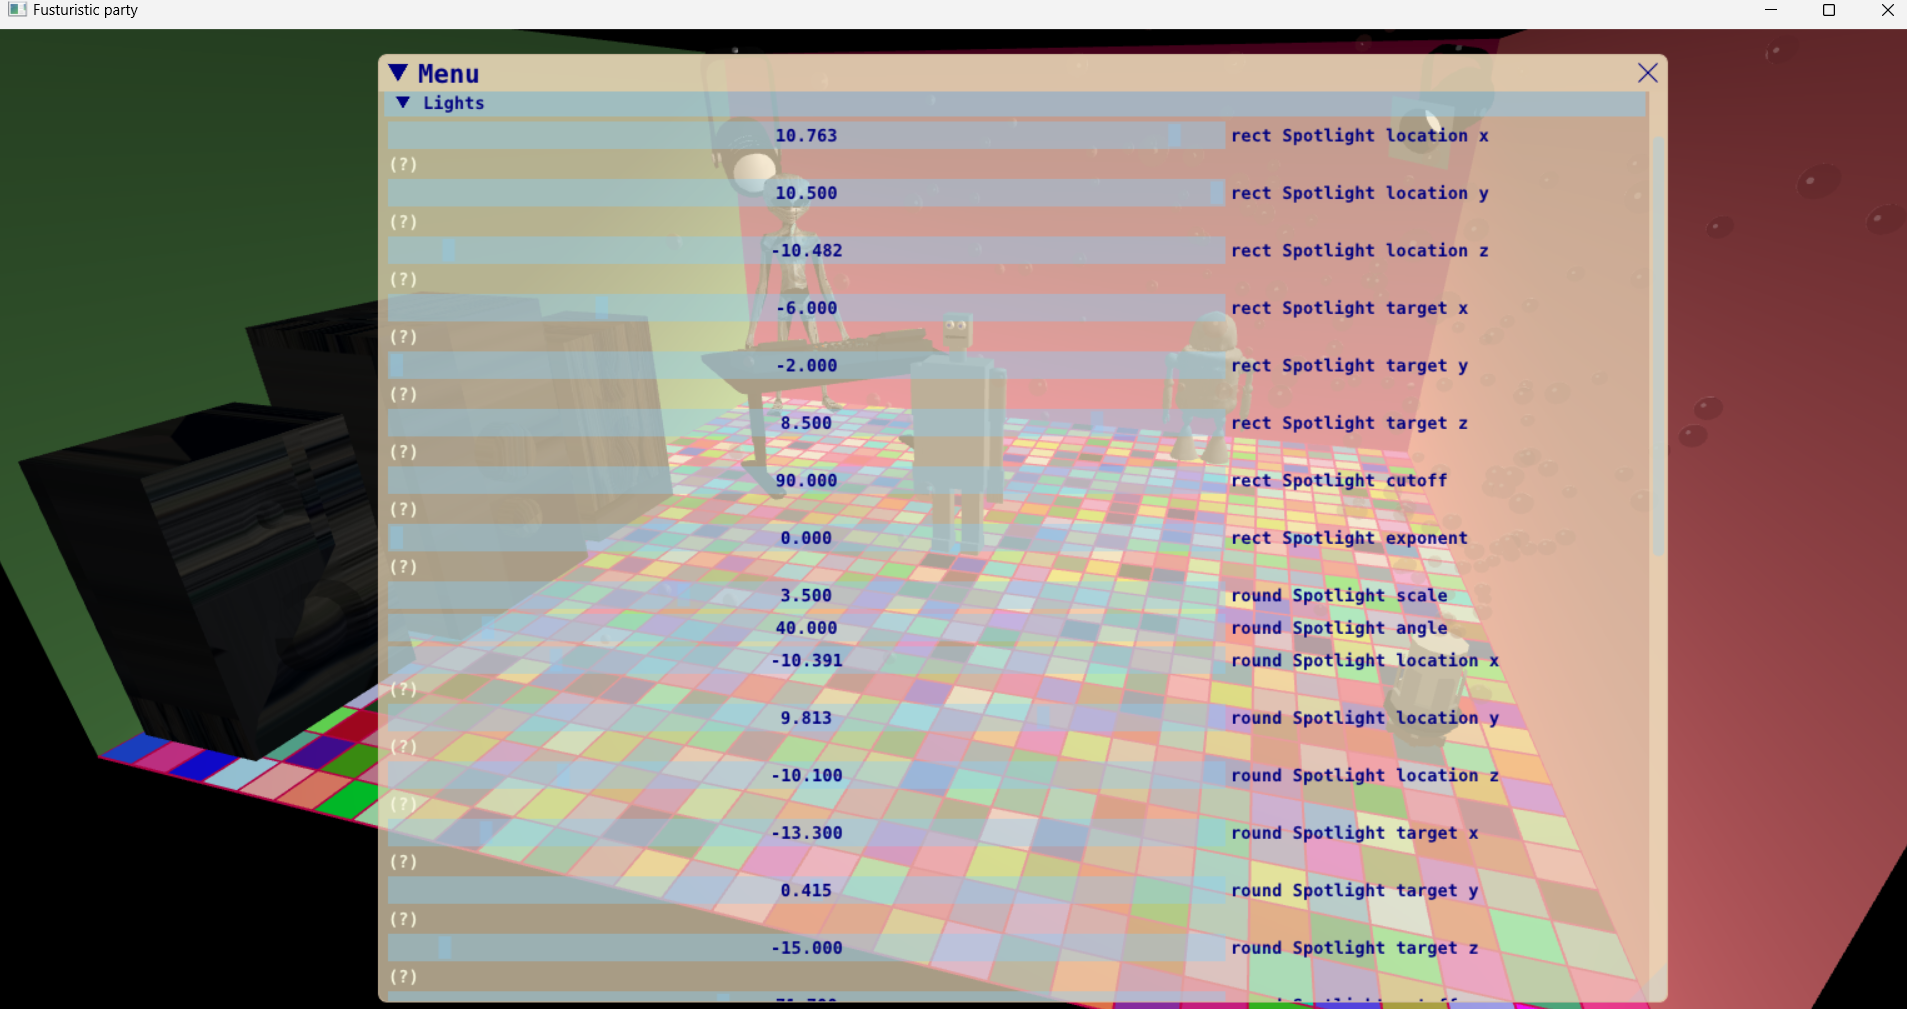 Fusturistic party
Menu
Lights
10.763 rect Spotlight location x
(?)
10.500 rect Spotlight location y
(?)
-10.482 rect Spotlight location z
(?)
-6.000 rect Spotlight target x
(?)
-2.000 rect Spotlight target y
(?)
8.500 rect Spotlight target z
(?)
90.000 rect Spotlight cutoff
(?)
0.000 rect Spotlight exponent
(?)
3.500 round Spotlight scale
40.000 round Spotlight angle
-10.391 round Spotlight location x
(?)
9.813 round Spotlight location y
(?)
-10.100 round Spotlight location z
(?)
-13.300 round Spotlight target x
(?)
0.415 round Spotlight target y
(?)
-15.000 round Spotlight target z
(?)